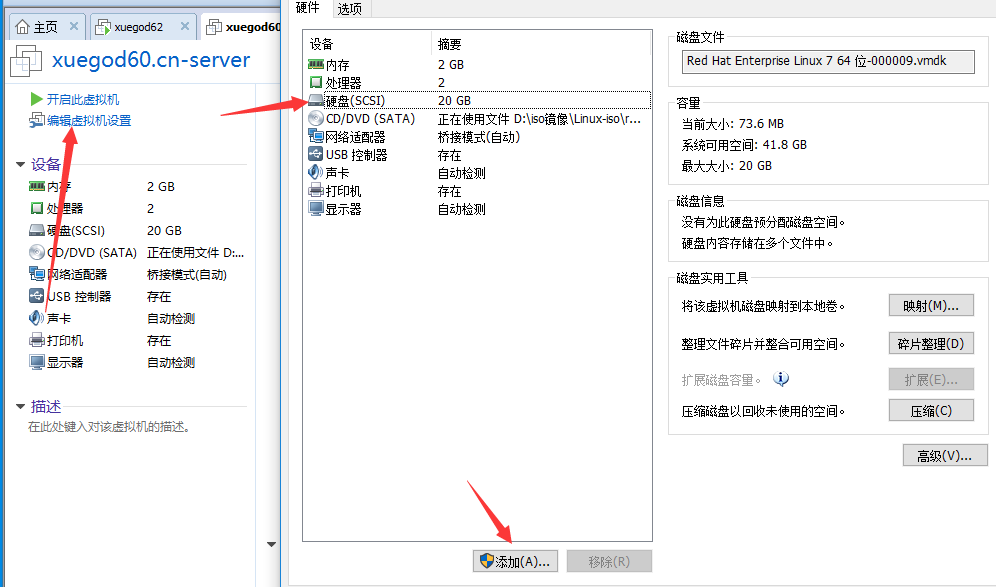 主页
xuegod62
xuegod60
xuegod60.cn-server
开启此虚拟机
编辑虚拟机设置
设备
内存 2 GB
处理器 2
硬盘(SCSI) 20 GB
CD/DVD (SATA) 正在使用文件 D:...
网络适配器 桥接模式(自动)
USB 控制器 存在
声卡 自动检测
打印机 存在
显示器 自动检测
描述
在此处键入对该虚拟机的描述。
硬件 选项
设备 摘要
内存 2 GB
处理器 2
硬盘(SCSI) 20 GB
CD/DVD (SATA) 正在使用文件 D:\iso镜像\Linux-iso\r...
网络适配器 桥接模式(自动)
USB 控制器 存在
声卡 自动检测
打印机 存在
显示器 自动检测
添加(A)... 移除(R)
磁盘文件
Red Hat Enterprise Linux 7 64 位-000009.vmdk
容量
当前大小: 73.6 MB
系统可用空间: 41.8 GB
最大大小: 20 GB
磁盘信息
没有为此硬盘预分配磁盘空间。
硬盘内容存储在多个文件中。
磁盘实用工具
将该虚拟机磁盘映射到本地卷。 映射(M)...
整理文件碎片并整合可用空间。 碎片整理(D)
扩展磁盘容量。 扩展(E)...
压缩磁盘以回收未使用的空间。 压缩(C)
高级(V)...